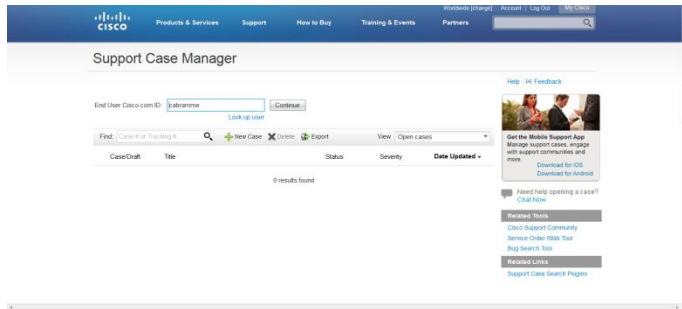 Worldwide [change] Account Log Out My Cisco
CISCO Products & Services Support How to Buy Training & Events Partners
Support Case Manager
Help Feedback
End User Cisco.com ID: cabramme Continue
Look up user
Find: Case # or Tracking # New Case Delete Export View Open cases
Case/Draft Title Status Severity Date Updated
0 results found
Get the Mobile Support App
Manage support cases, engage
with support communities and
more.
Download for iOS
Download for Android
Need help opening a case?
Chat Now
Related Tools
Cisco Support Community
Service Order RMA Tool
Bug Search Tool
Related Links
Support Case Search Plugins